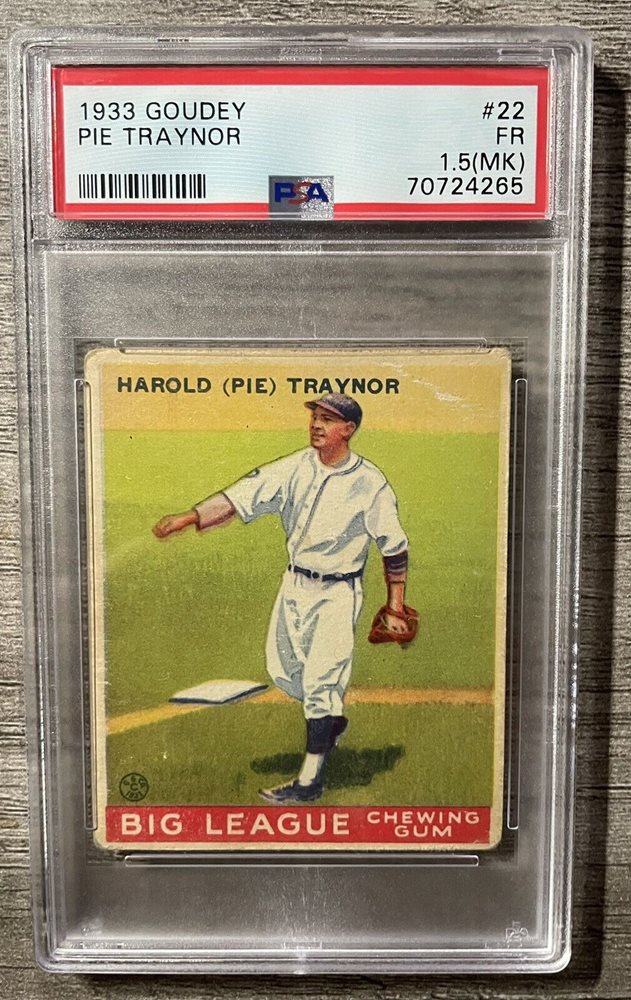 1933 GOUDEY #22
PIE TRAYNOR FR
1.5(MK)
PSA 70724265
HAROLD (PIE) TRAYNOR
BIG LEAGUE CHEWING GUM